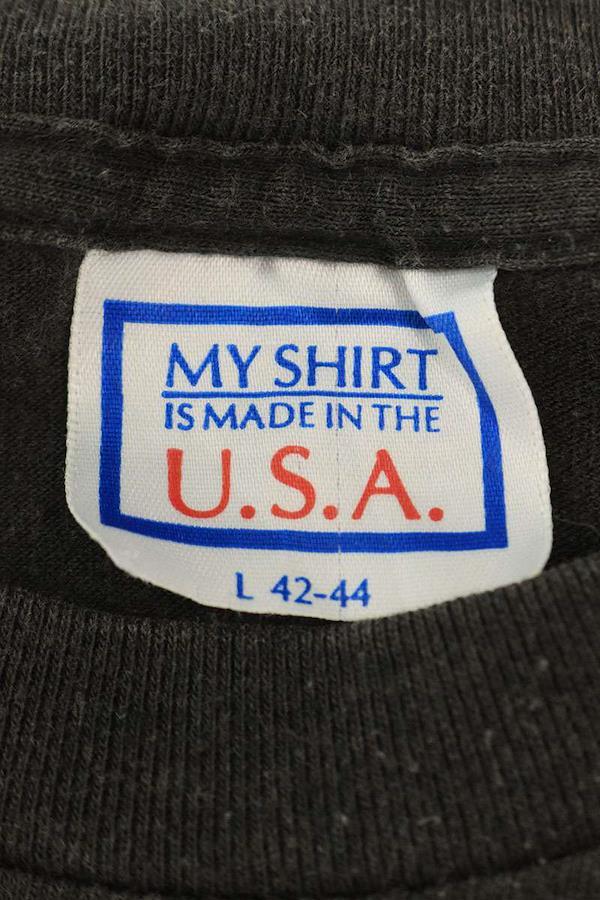 MY SHIRT
IS MADE IN THE
U.S.A.
L 42-44